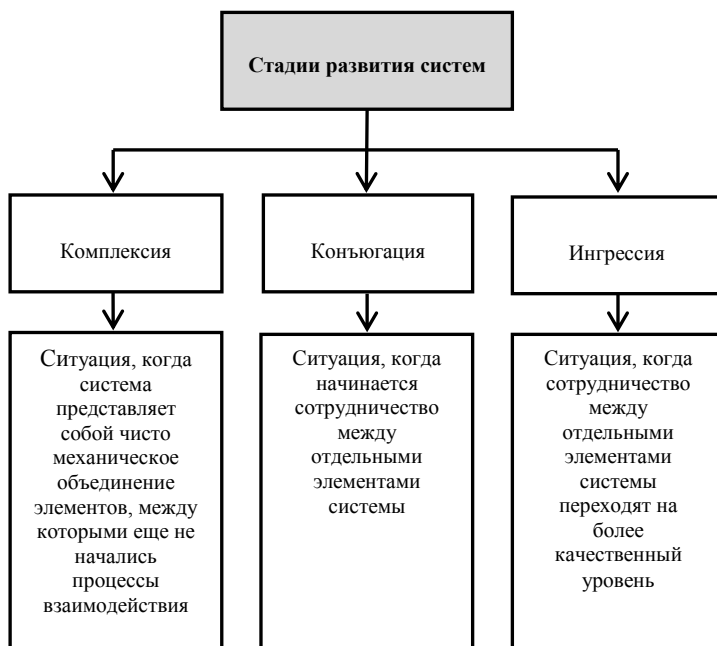 Стадии развития систем
Комплексия
Конъюгация
Ингрессия
Ситуация, когда
система
представляет
собой чисто
механическое
объединение
элементов, между
которыми еще не
начались
процессы
взаимодействия
Ситуация, когда
начинается
сотрудничество
между
отдельными
элементами
системы
Ситуация, когда
сотрудничество
между
отдельными
элементами
системы
переходят на
более
качественный
уровень